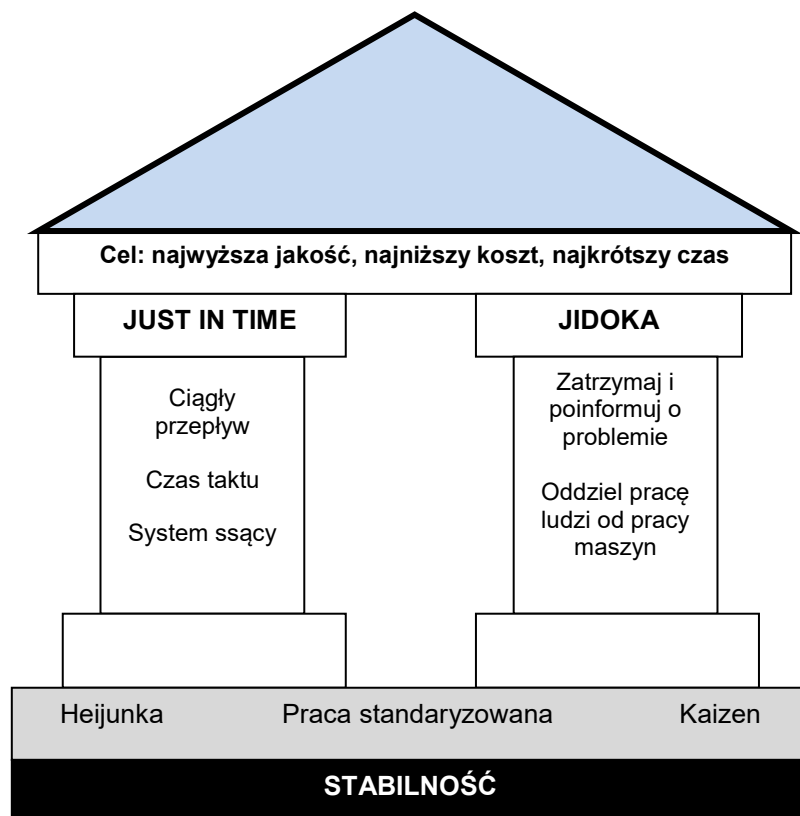 Cel: najwyższa jakość, najniższy koszt, najkrótszy czas
JUST IN TIME
Ciągły
przepływ
Czas taktu
System ssący
JIDOKA
Zatrzymaj i
poinformuj o
problemie
Oddziel pracę
ludzi od pracy
maszyn
Heijunka
Praca standaryzowana
Kaizen
STABILNOŚĆ